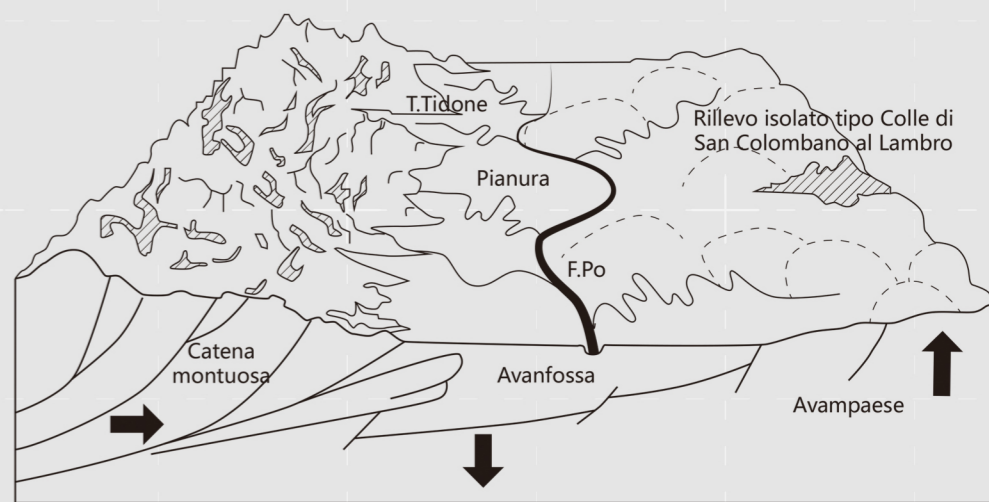 T.Tidone
Rillevo isolato tipo Colle di
San Colombano al Lambro
Pianura
F.Po
Catena
montuosa
Avanfossa
Avampaese